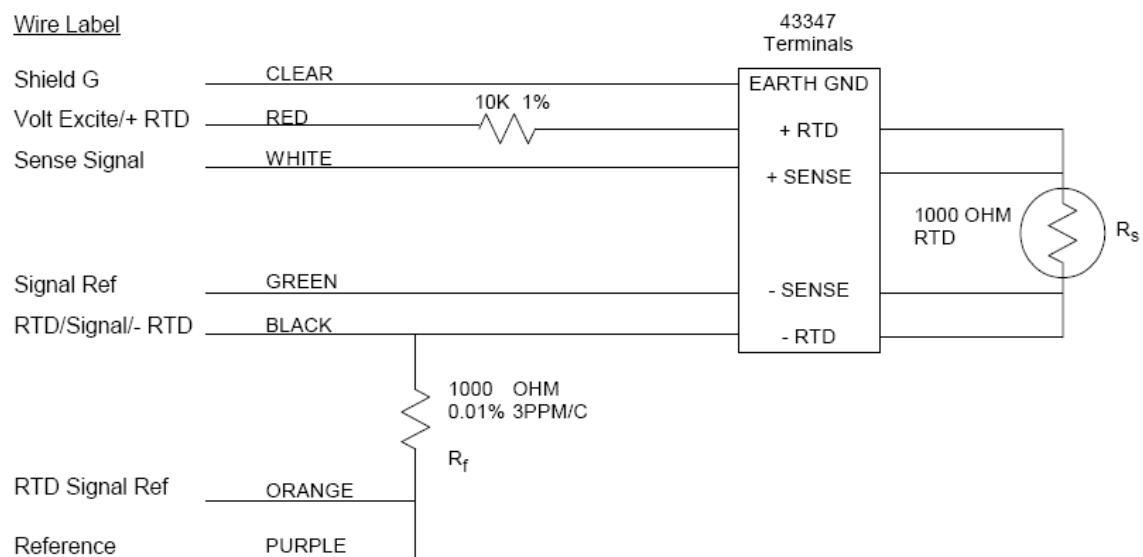 Wire Label
43347
Terminals
Shield G CLEAR EARTH GND
10K 1%
Volt Excite/+ RTD RED + RTD
Sense Signal WHITE + SENSE
1000 OHM
RTD
Rs
Signal Ref GREEN - SENSE
RTD/Signal/- RTD BLACK - RTD
1000 OHM
0.01% 3PPM/C
Rf
RTD Signal Ref ORANGE
Reference PURPLE